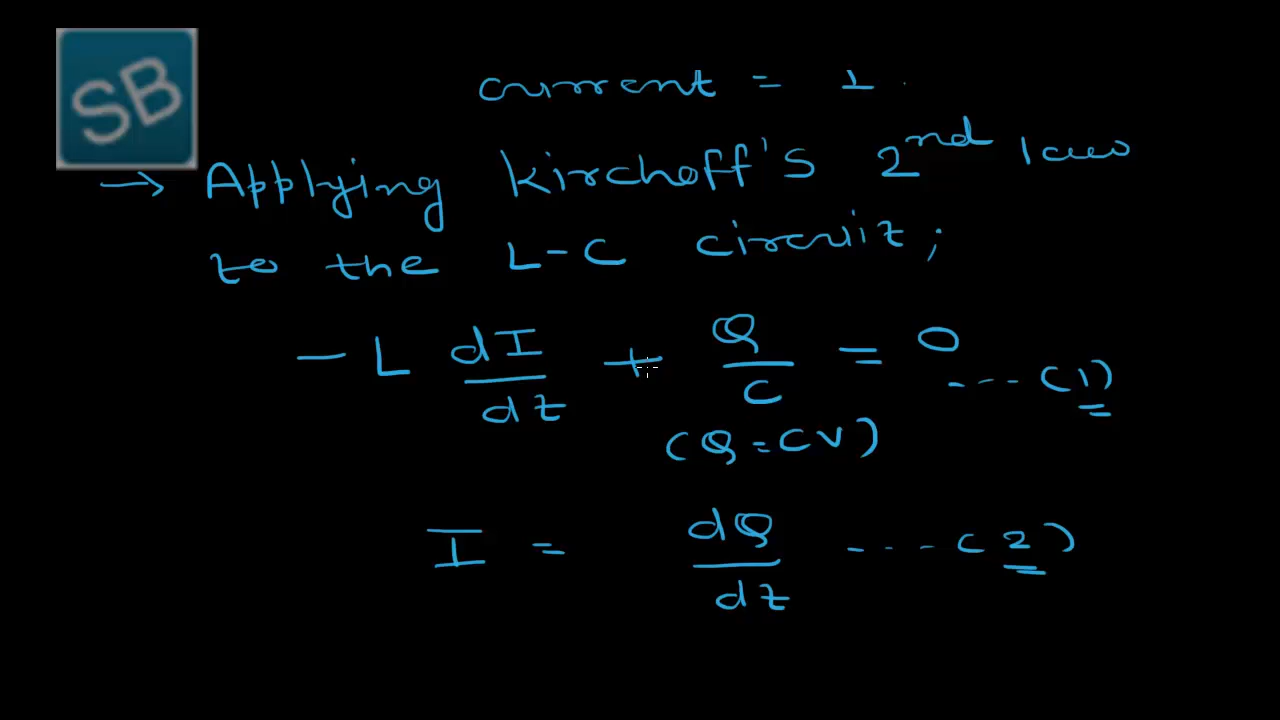 SB
current = I
→ Applying Kirchoff's 2nd law
to the L-C circuit;
- L dI/dt + Q/C = 0 ---(1)
(Q = CV)
I = dQ/dt ---(2)